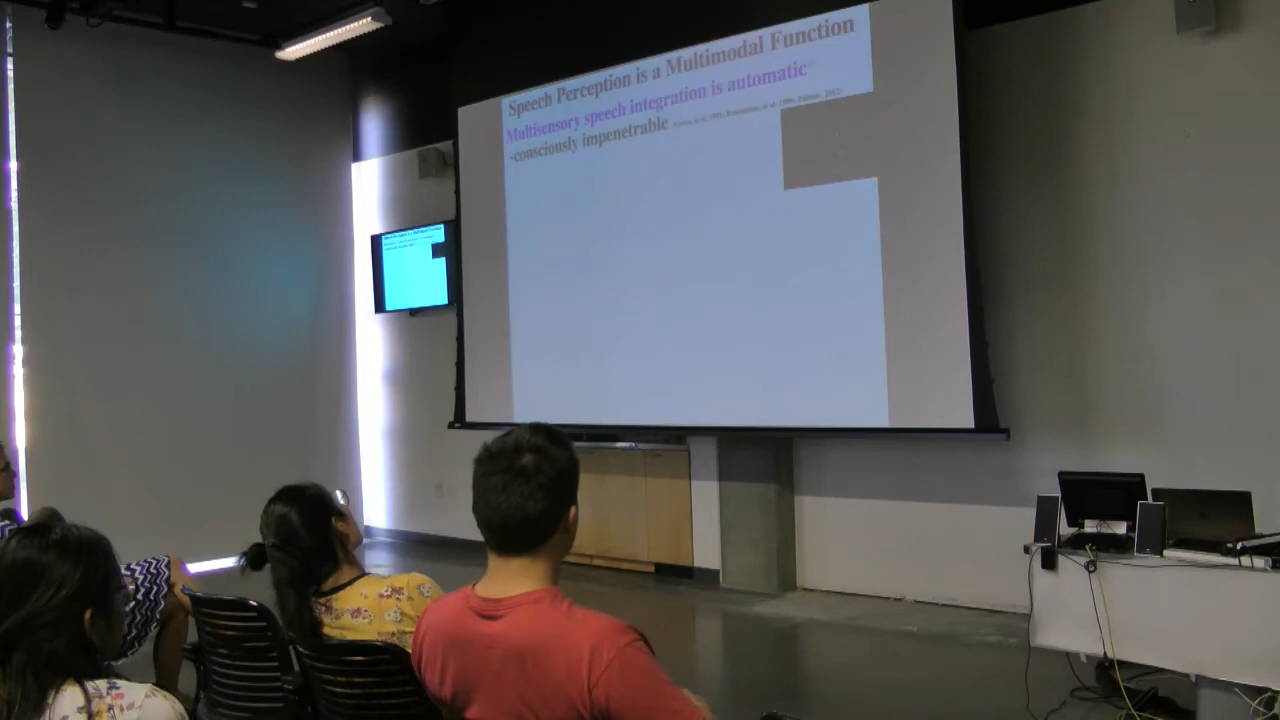 Speech Perception is a Multimodal Function
Multisensory speech integration is automatic
-consciously impenetrable